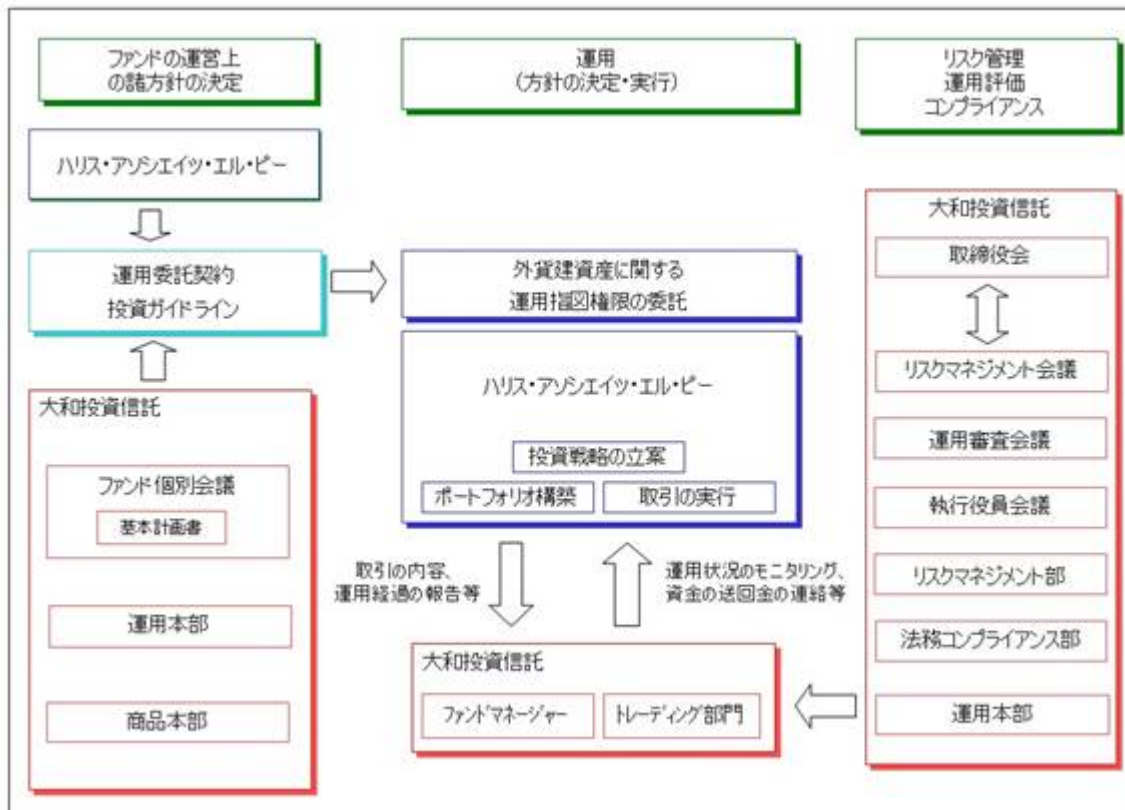 ファンドの運営上
の諸方針の決定
運用
(方針の決定・実行)
リスク管理
運用評価
コンプライアンス
ハリス・アソシエイツ・エル・ピー
運用委託契約
投資ガイドライン
外貨建資産に関する
運用指図権限の委託
ハリス・アソシエイツ・エル・ピー
投資戦略の立案
ポートフォリオ構築
取引の実行
大和投資信託
ファンド個別会議
基本計画書
運用本部
商品本部
取引の内容、
運用経過の報告等
運用状況のモニタリング、
資金の送回金の連絡等
大和投資信託
ファンドマネージャー
トレーディング部門
大和投資信託
取締役会
リスクマネジメント会議
運用審査会議
執行役員会議
リスクマネジメント部
法務コンプライアンス部
運用本部